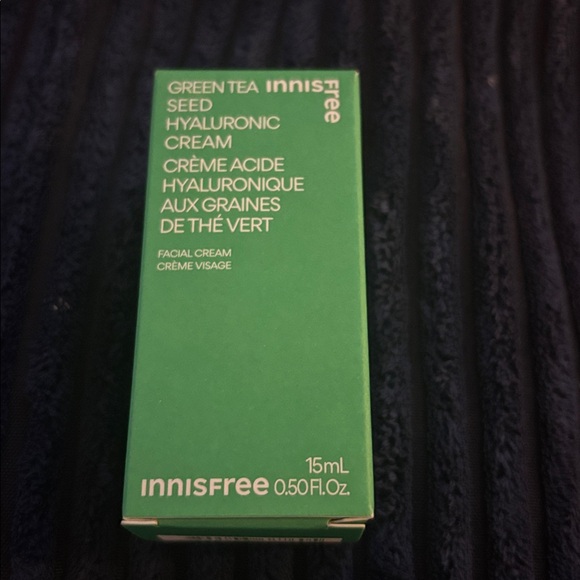 GREEN TEA INNISFree
SEED
HYALURONIC
CREAM
CRÈME ACIDE
HYALURONIQUE
AUX GRAINES
DE THÉ VERT
FACIAL CREAM
CRÈME VISAGE
15mL
INNISFree 0.50 Fl.Oz.